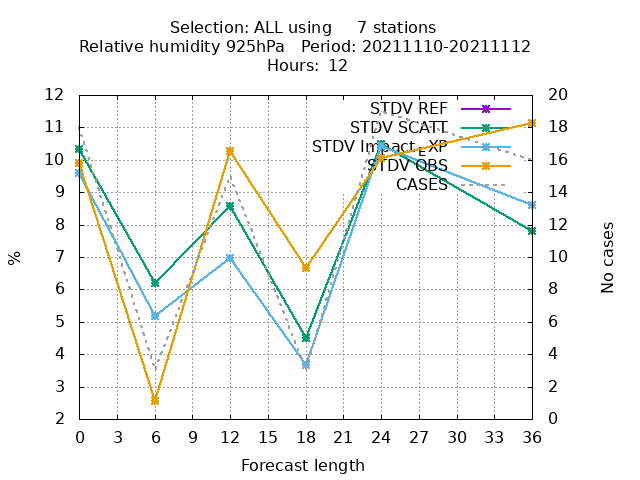 Selection: ALL using 7 stations
Relative humidity 925hPa Period: 20211110-20211112
Hours: 12
STDV REF
STDV SCATT
STDV Impact_EXP
STDV OBS
CASES
12
11
10
9
8
7
6
5
4
3
2
%
20
18
16
14
12
10
8
6
4
2
0
No cases
0 3 6 9 12 15 18 21 24 27 30 33 36
Forecast length